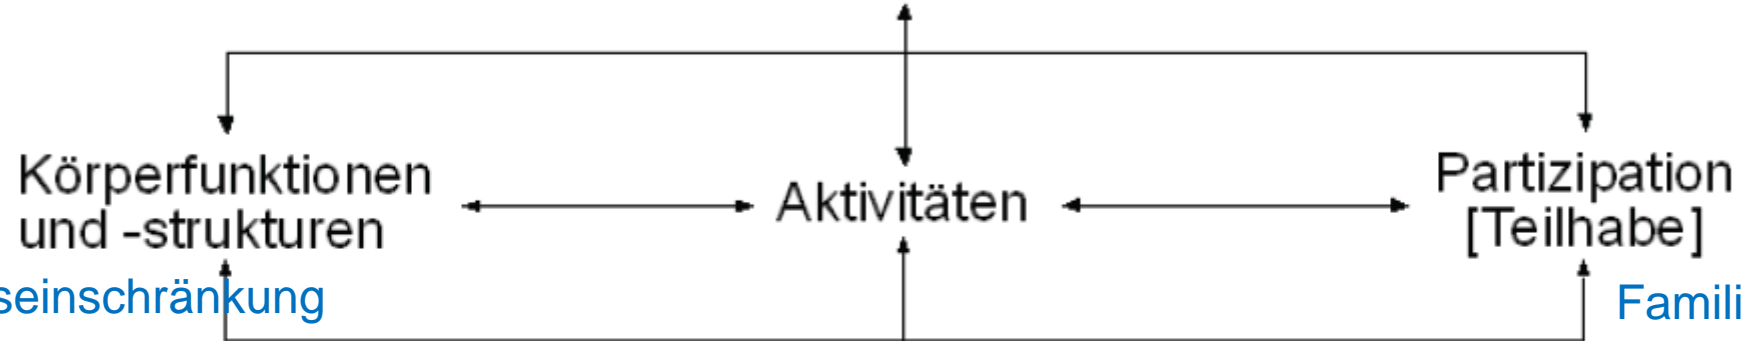 Körperfunktionen
und -strukturen
Aktivitäten
Partizipation
[Teilhabe]
seinschränkung
Famili